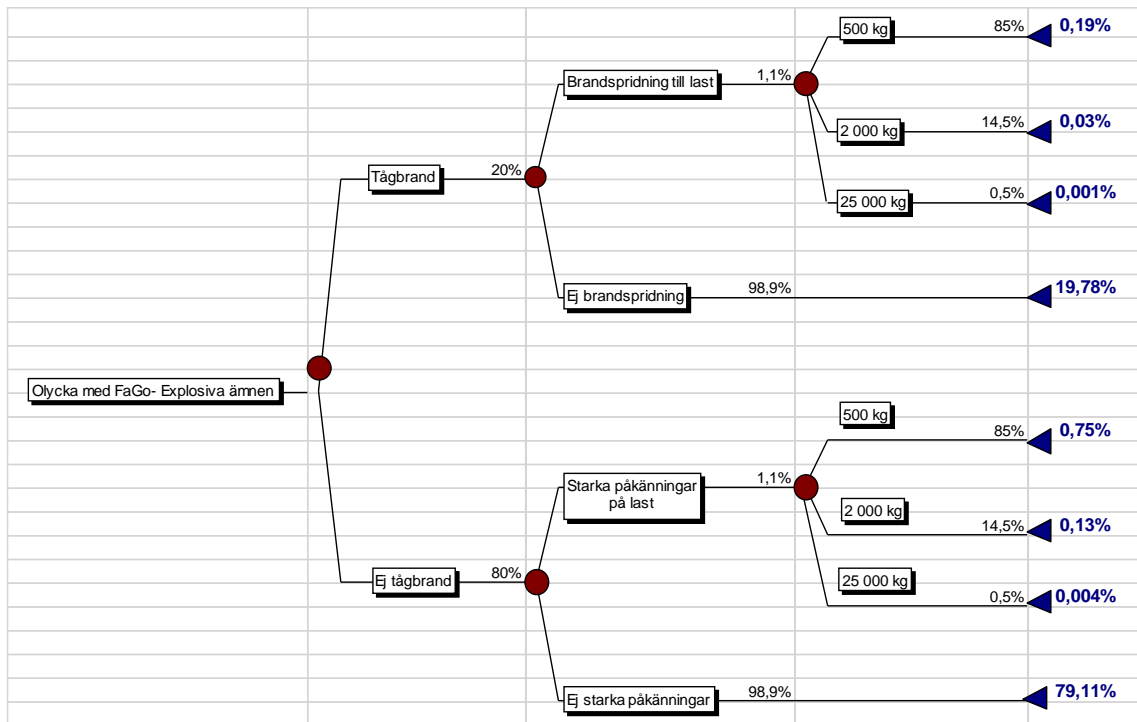 500 kg
85%
0,19%
Brandspridning till last
1,1%
2 000 kg
14,5%
0,03%
Tågbrand
20%
25 000 kg
0,5%
0,001%
Ej brandspridning
98,9%
19,78%
Olycka med FaGo- Explosiva ämnen
500 kg
85%
0,75%
Starka påkänningar
på last
1,1%
2 000 kg
14,5%
0,13%
Ej tågbrand
80%
25 000 kg
0,5%
0,004%
Ej starka påkänningar
98,9%
79,11%